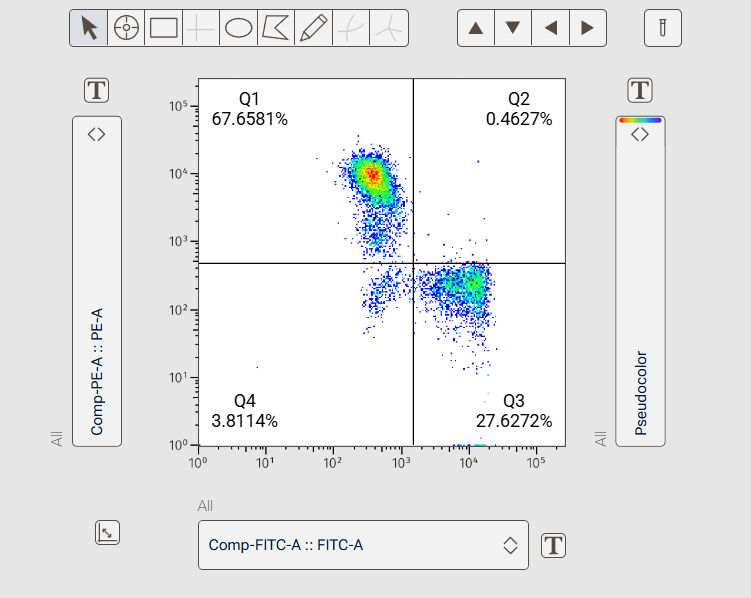 T
T
Q1
67.6581%
Q2
0.4627%
Q4
3.8114%
Q3
27.6272%
10⁵
10⁴
10³
10²
10¹
10⁰
10⁰
10¹
10²
10³
10⁴
10⁵
Comp-PE-A :: PE-A
All
Pseudocolor
All
All
Comp-FITC-A :: FITC-A
T